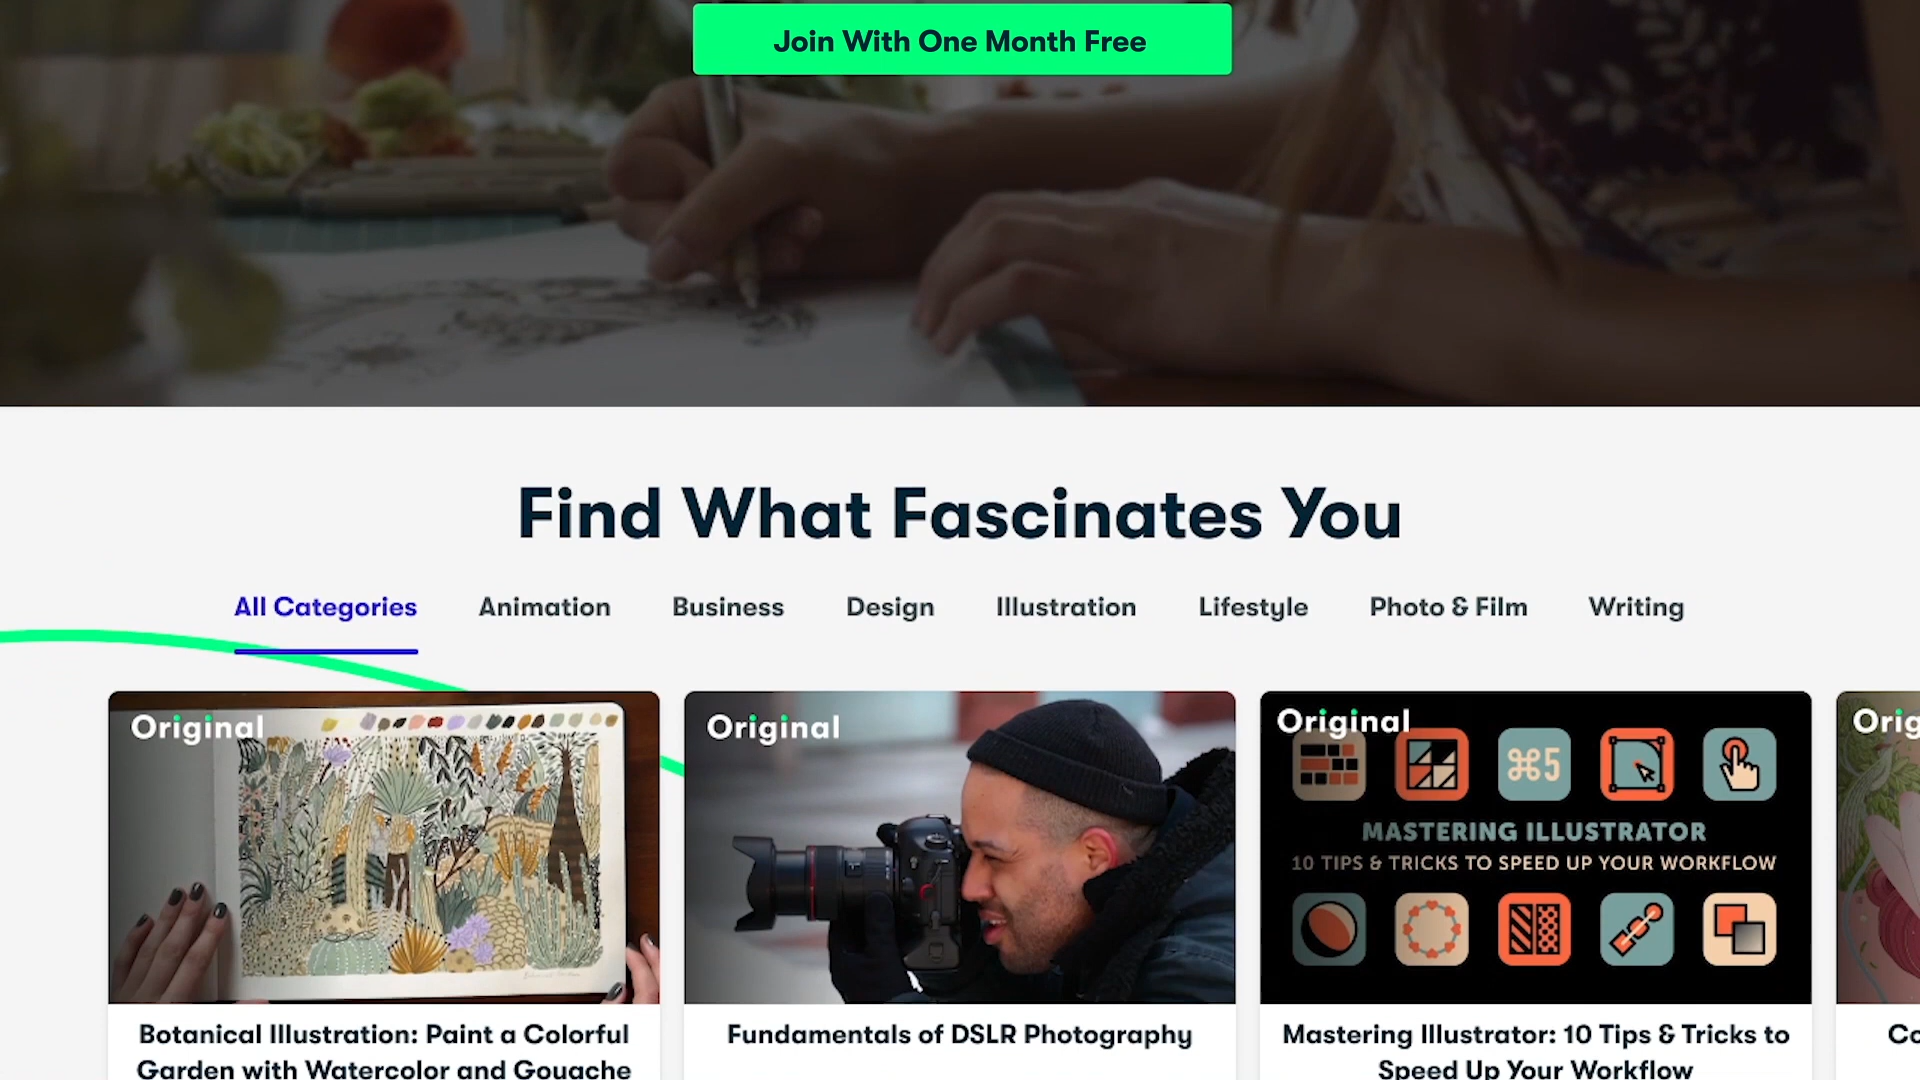 Join With One Month Free
Find What Fascinates You
All Categories Animation Business Design Illustration Lifestyle Photo & Film Writing
Original Original Original Orig
⌘5
MASTERING ILLUSTRATOR
10 TIPS & TRICKS TO SPEED UP YOUR WORKFLOW
Botanical Illustration: Paint a Colorful
Garden with Watercolor and Gouache
Fundamentals of DSLR Photography
Mastering Illustrator: 10 Tips & Tricks to
Speed Up Your Workflow
Co